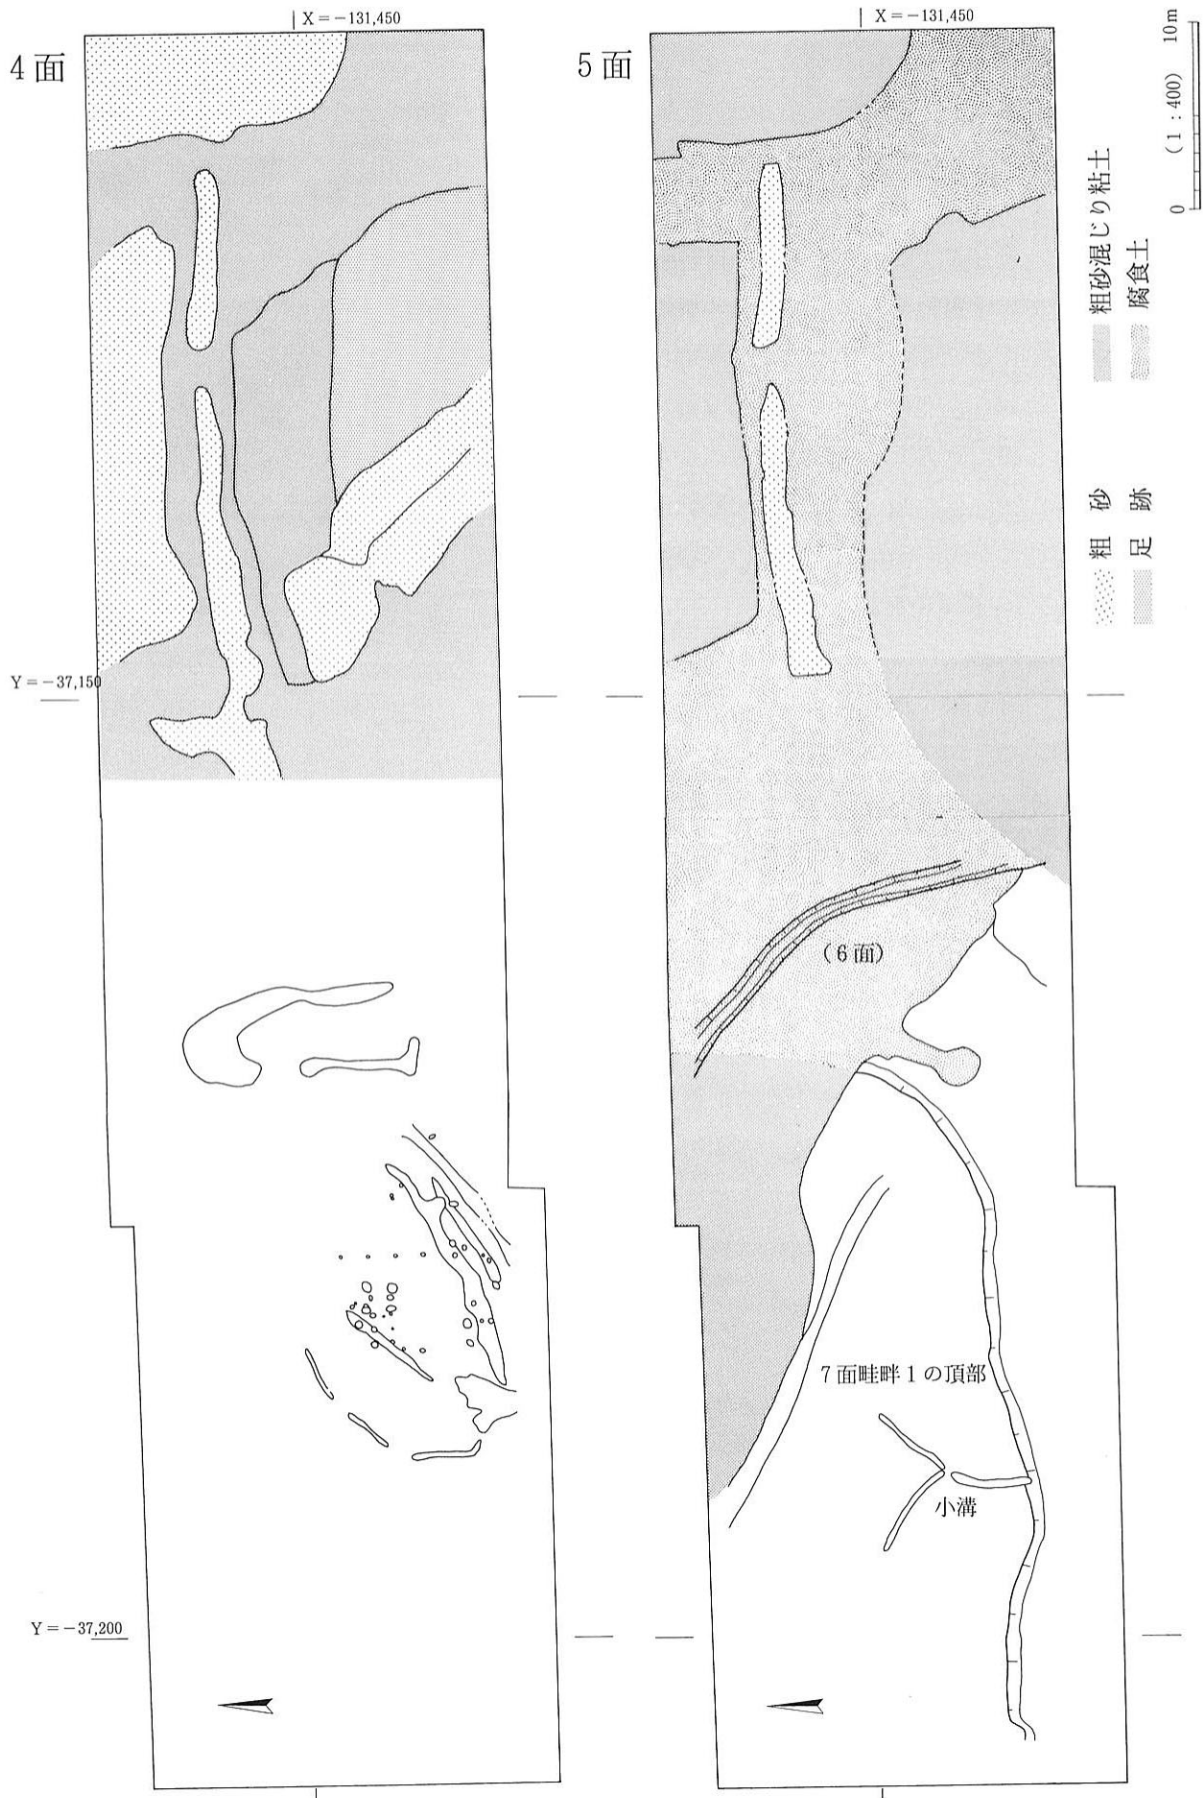 4面
X=−131,450
Y=−37,150
Y=−37,200
5面
X=−131,450
(6面)
7面畦畔1の頂部
小溝
0 (1:400) 10m
粗砂
足跡
粗砂混じり粘土
腐食土